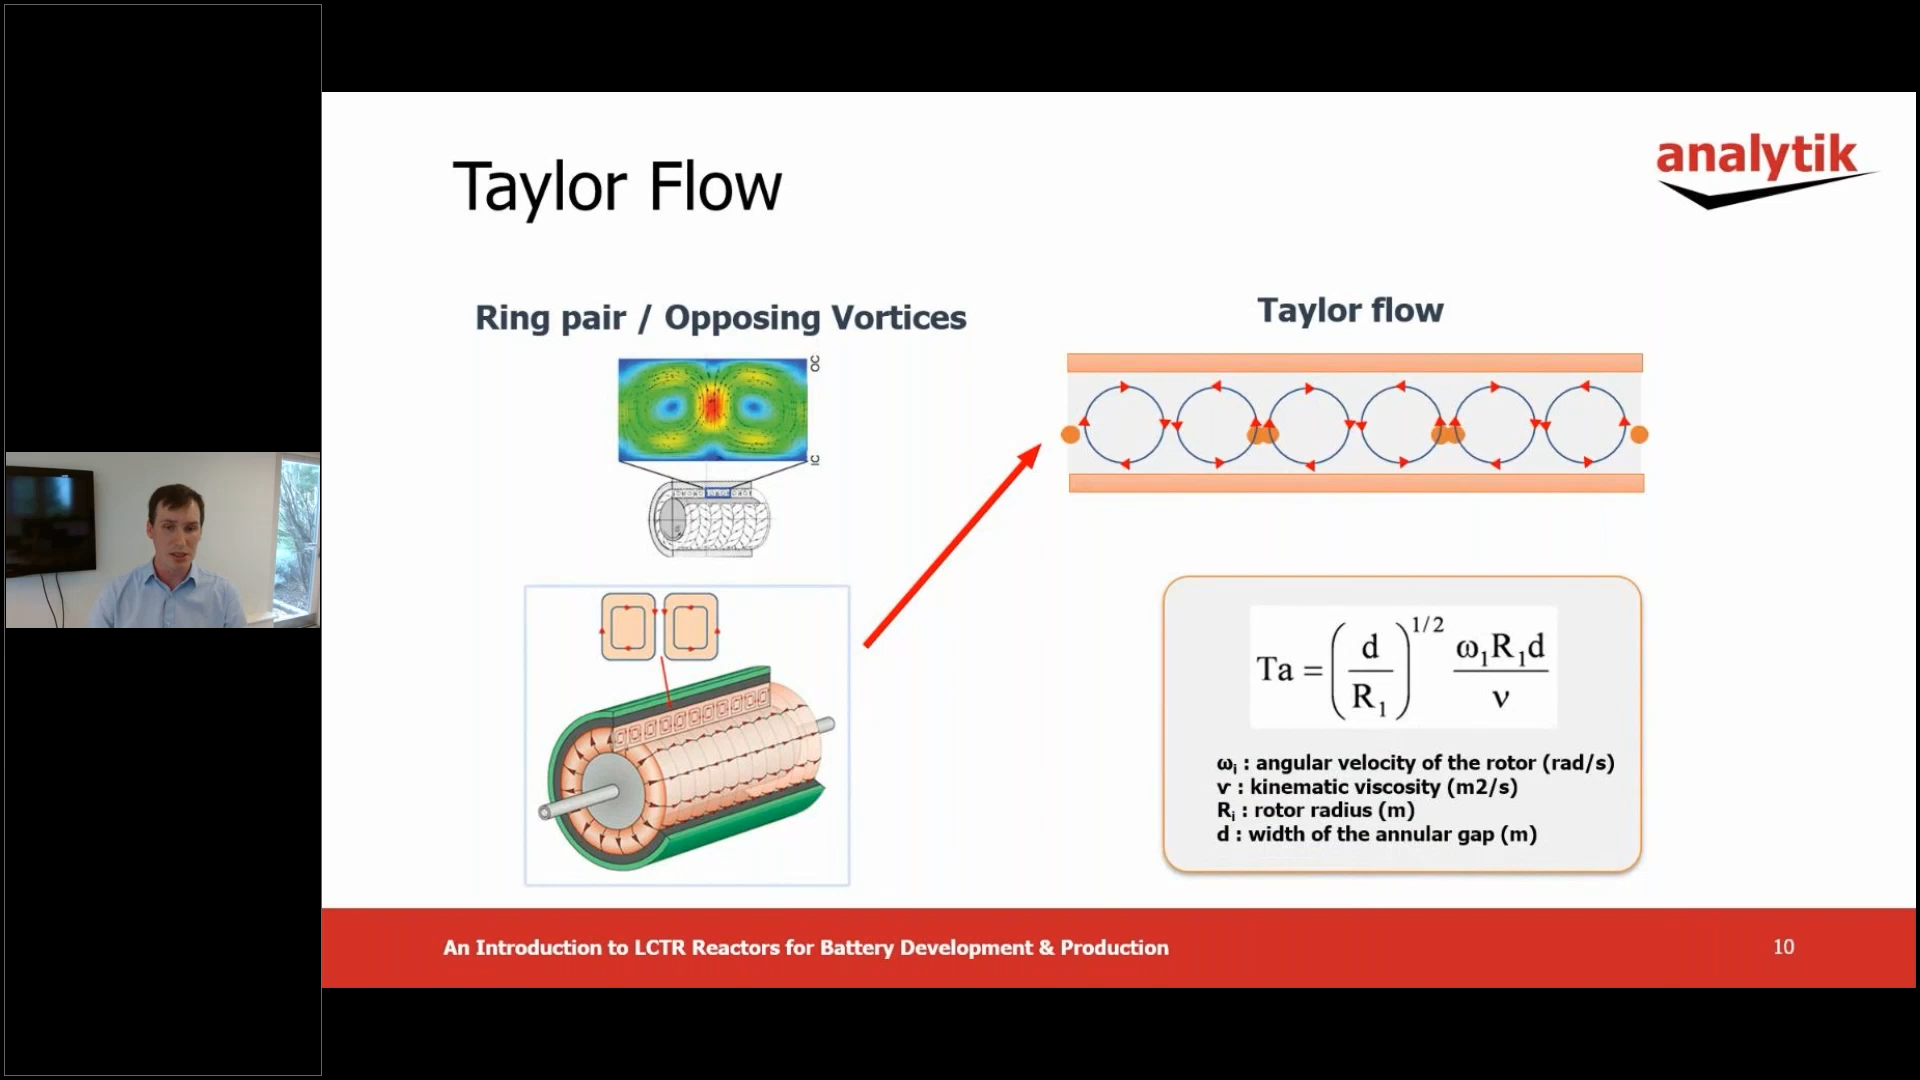 analytik
Taylor Flow
Ring pair / Opposing Vortices
OC
IC
Taylor flow
Ta = (d/R₁)^1/2 ω₁R₁d/ν
ωᵢ : angular velocity of the rotor (rad/s)
ν : kinematic viscosity (m2/s)
Rᵢ : rotor radius (m)
d : width of the annular gap (m)
An Introduction to LCTR Reactors for Battery Development & Production
10